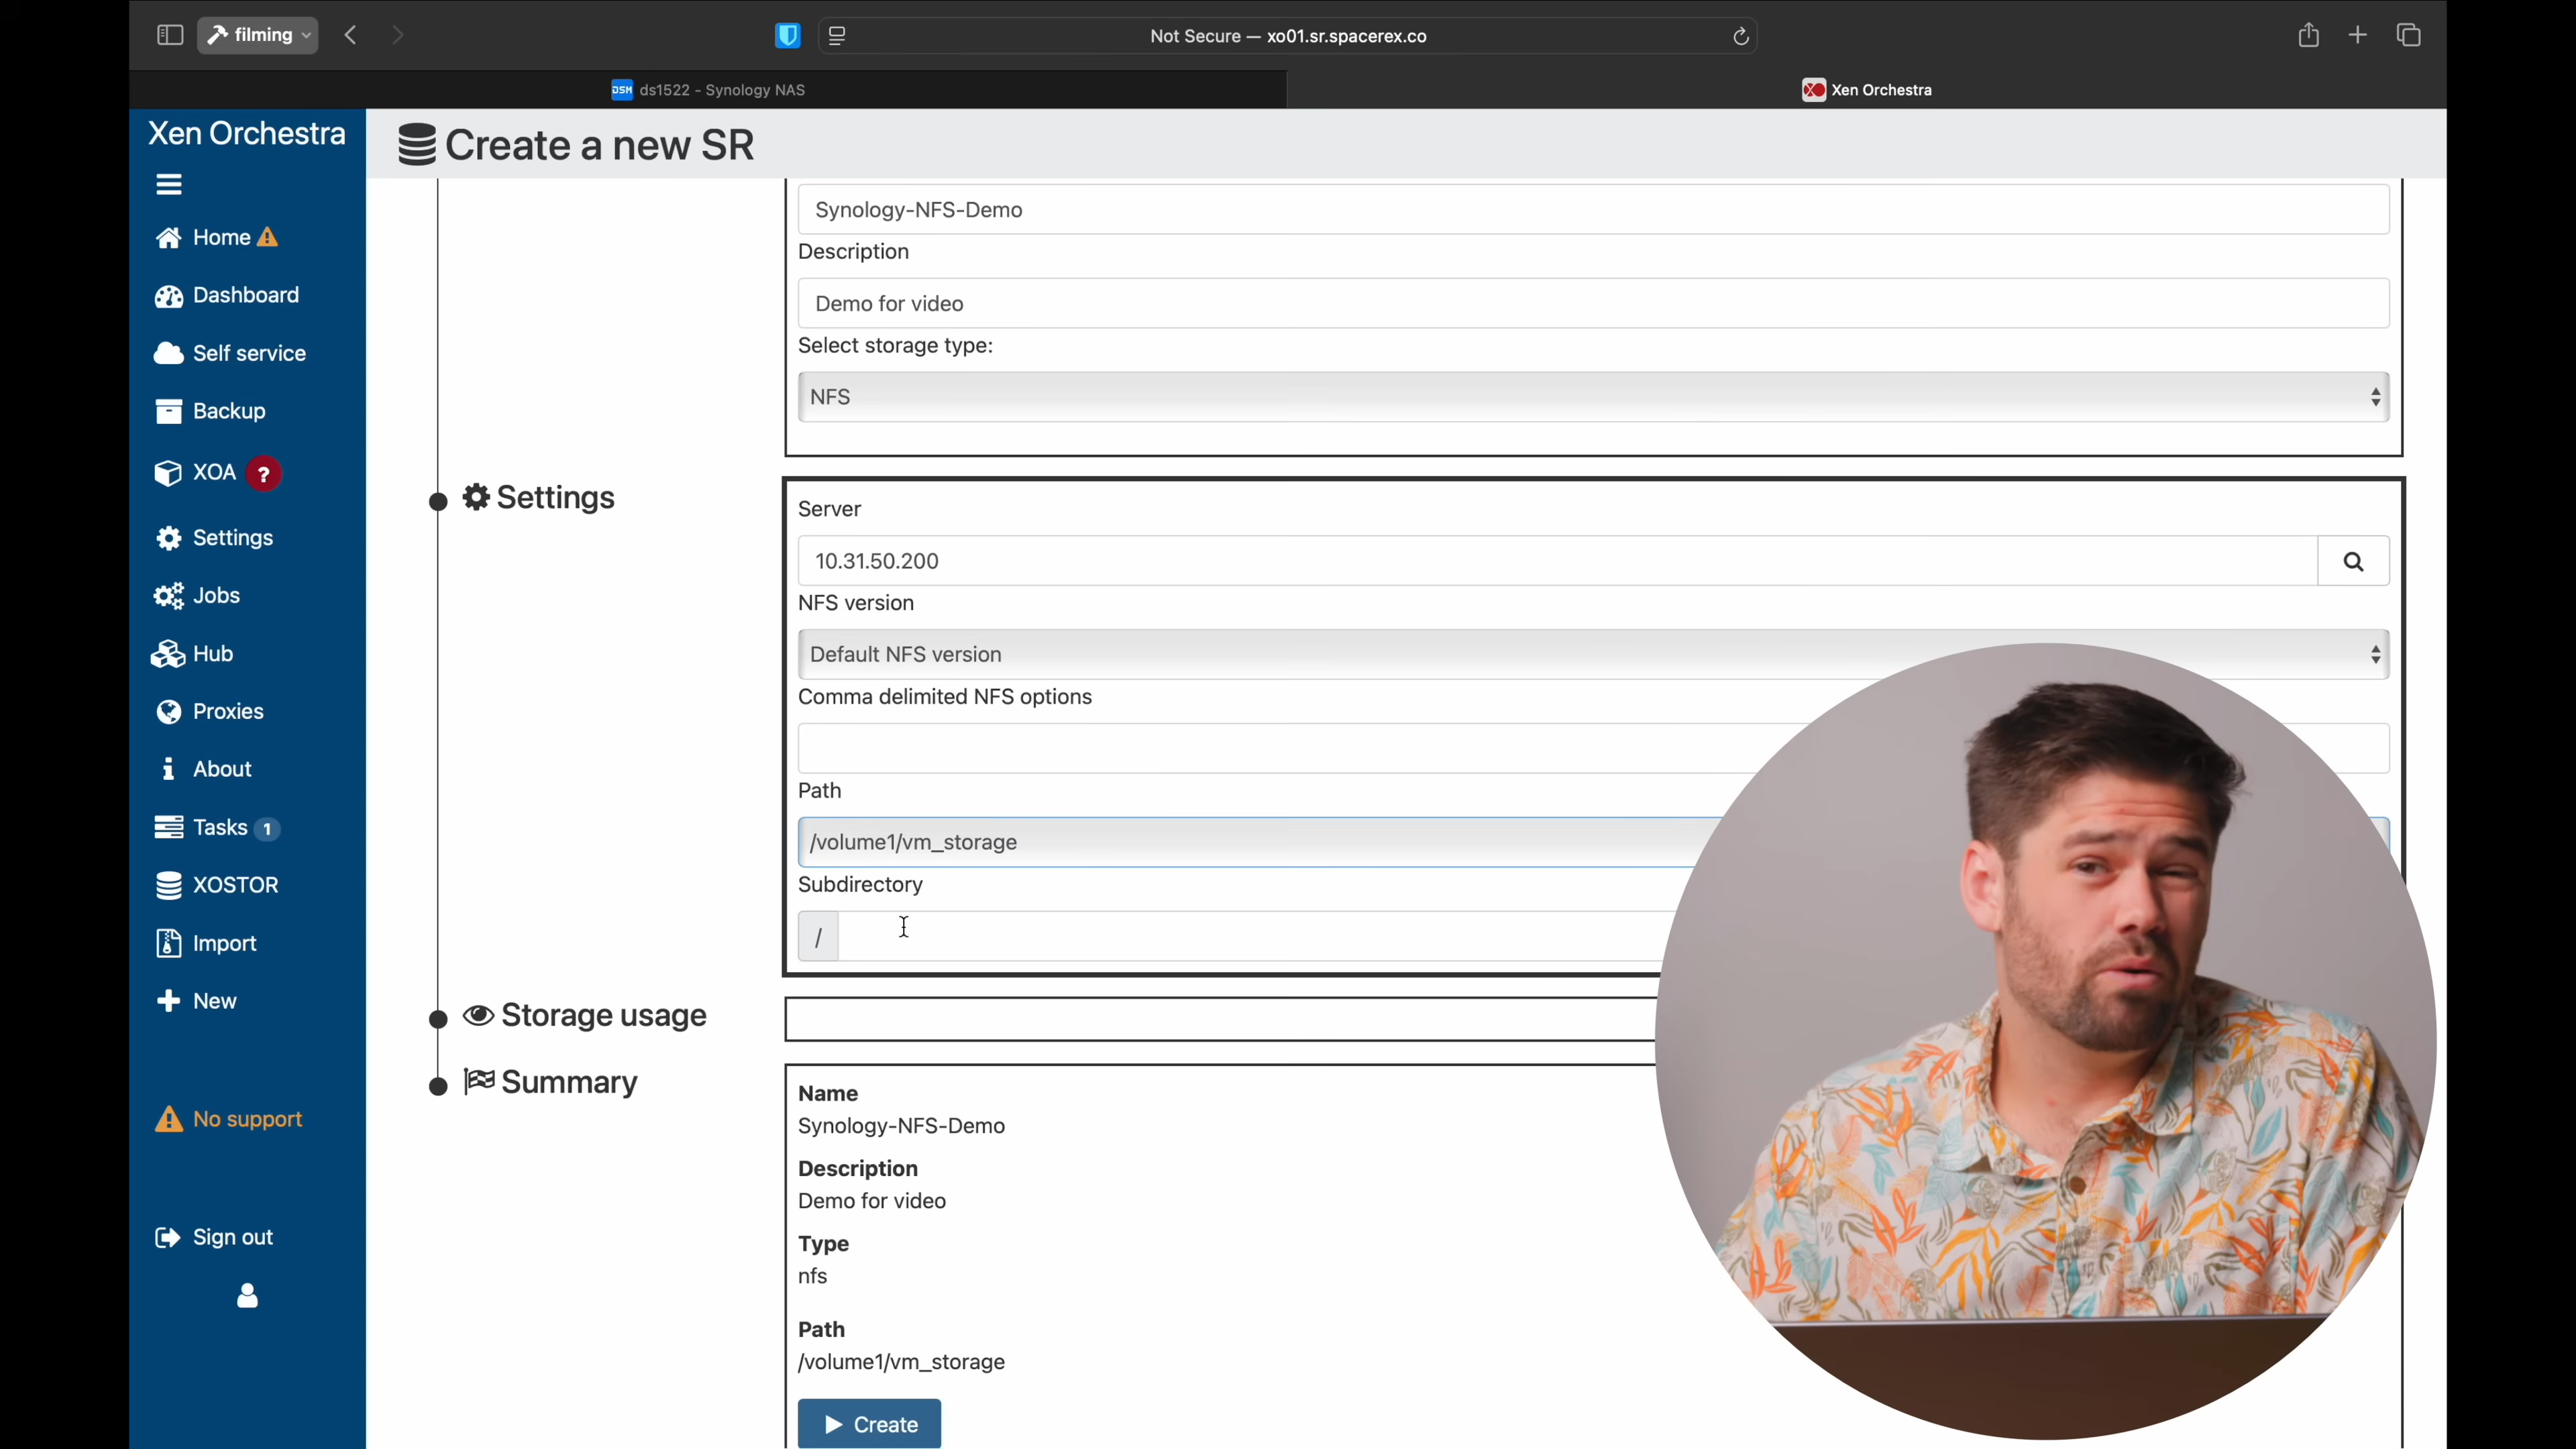 filming
Not Secure — xo01.sr.spacerex.co
DSM ds1522 - Synology NAS
Xen Orchestra
Xen Orchestra
Create a new SR
Home
Dashboard
Self service
Backup
XOA ?
Settings
Jobs
Hub
Proxies
About
Tasks 1
XOSTOR
Import
New
No support
Sign out
Synology-NFS-Demo
Description
Demo for video
Select storage type:
NFS
Settings
Server
10.31.50.200
NFS version
Default NFS version
Comma delimited NFS options
Path
/volume1/vm_storage
Subdirectory
/
Storage usage
Summary
Name
Synology-NFS-Demo
Description
Demo for video
Type
nfs
Path
/volume1/vm_storage
Create